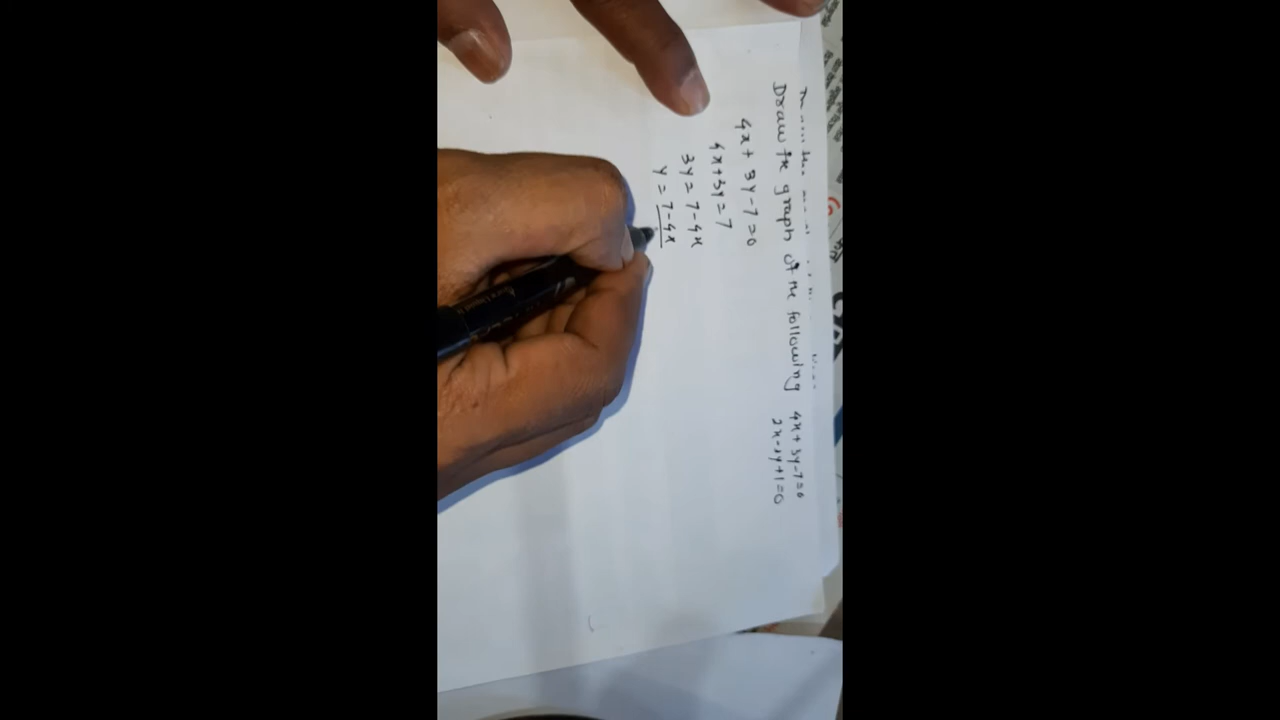 Draw the graph of the following 4x+3y-7=0
2x-3y+1=0
4x+3y-7=0
4x+3y=7
3y=7-4x
y=7-4x